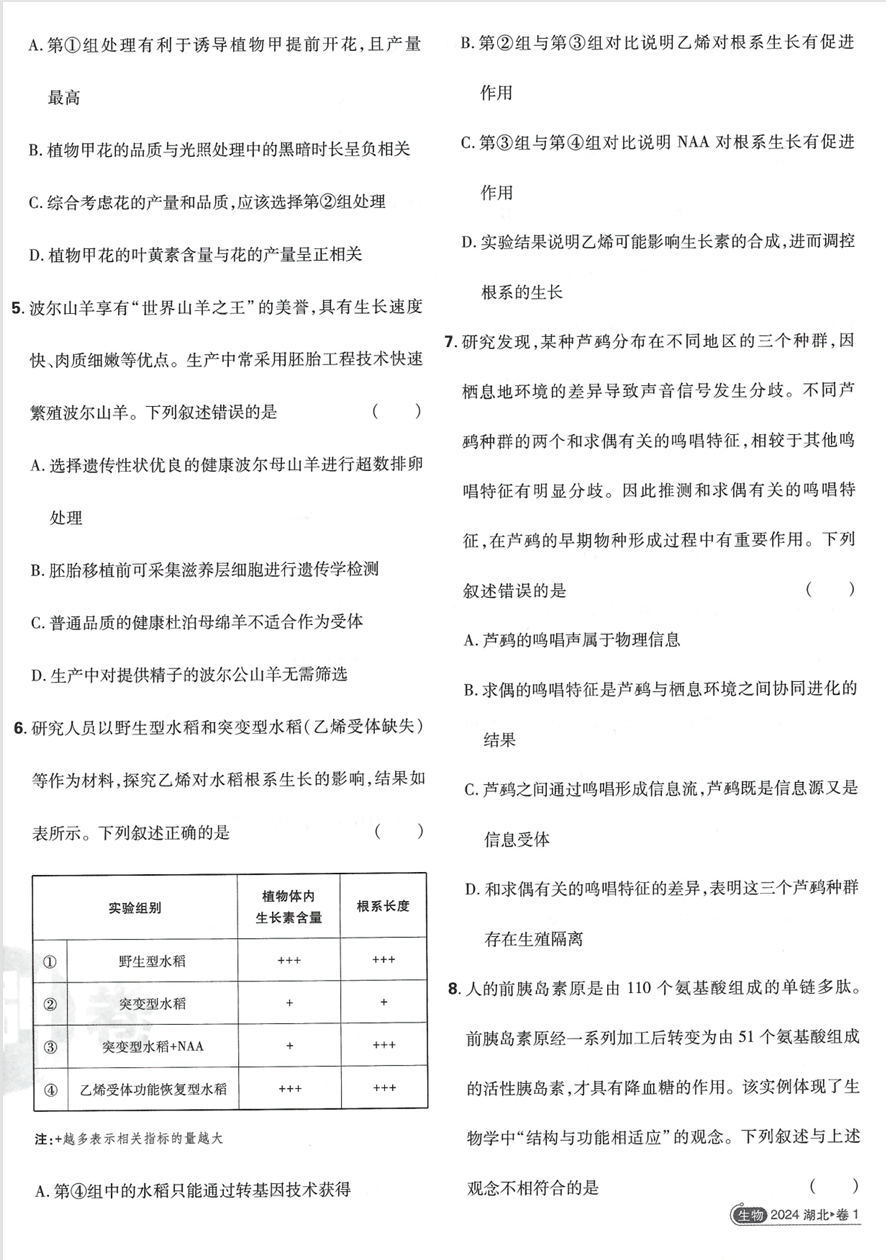 A. 第①组处理有利于诱导植物甲提前开花,且产量
最高
B. 植物甲花的品质与光照处理中的黑暗时长呈负相关
C. 综合考虑花的产量和品质,应该选择第②组处理
D. 植物甲花的叶黄素含量与花的产量呈正相关
5. 波尔山羊享有“世界山羊之王”的美誉,具有生长速度
快、肉质细嫩等优点。生产中常采用胚胎工程技术快速
繁殖波尔山羊。下列叙述错误的是 (   )
A. 选择遗传性状优良的健康波尔母山羊进行超数排卵
处理
B. 胚胎移植前可采集滋养层细胞进行遗传学检测
C. 普通品质的健康杜泊母绵羊不适合作为受体
D. 生产中对提供精子的波尔公山羊无需筛选
6. 研究人员以野生型水稻和突变型水稻(乙烯受体缺失)
等作为材料,探究乙烯对水稻根系生长的影响,结果如
表所示。下列叙述正确的是 (   )
实验组别 植物体内 生长素含量 根系长度
① 野生型水稻 +++ +++
② 突变型水稻 + +
③ 突变型水稻+NAA + +++
④ 乙烯受体功能恢复型水稻 +++ +++
注:+越多表示相关指标的量越大
A. 第④组中的水稻只能通过转基因技术获得
B. 第②组与第③组对比说明乙烯对根系生长有促进
作用
C. 第③组与第④组对比说明 NAA 对根系生长有促进
作用
D. 实验结果说明乙烯可能影响生长素的合成,进而调控
根系的生长
7. 研究发现,某种芦鹀分布在不同地区的三个种群,因
栖息地环境的差异导致声音信号发生分歧。不同芦
鹀种群的两个和求偶有关的鸣唱特征,相较于其他鸣
唱特征有明显分歧。因此推测和求偶有关的鸣唱特
征,在芦鹀的早期物种形成过程中有重要作用。下列
叙述错误的是 (   )
A. 芦鹀的鸣唱声属于物理信息
B. 求偶的鸣唱特征是芦鹀与栖息环境之间协同进化的
结果
C. 芦鹀之间通过鸣唱形成信息流,芦鹀既是信息源又是
信息受体
D. 和求偶有关的鸣唱特征的差异,表明这三个芦鹀种群
存在生殖隔离
8. 人的前胰岛素原是由 110 个氨基酸组成的单链多肽。
前胰岛素原经一系列加工后转变为由 51 个氨基酸组成
的活性胰岛素,才具有降血糖的作用。该实例体现了生
物学中“结构与功能相适应”的观念。下列叙述与上述
观念不相符合的是 (   )
生物 2024 湖北▸卷 1